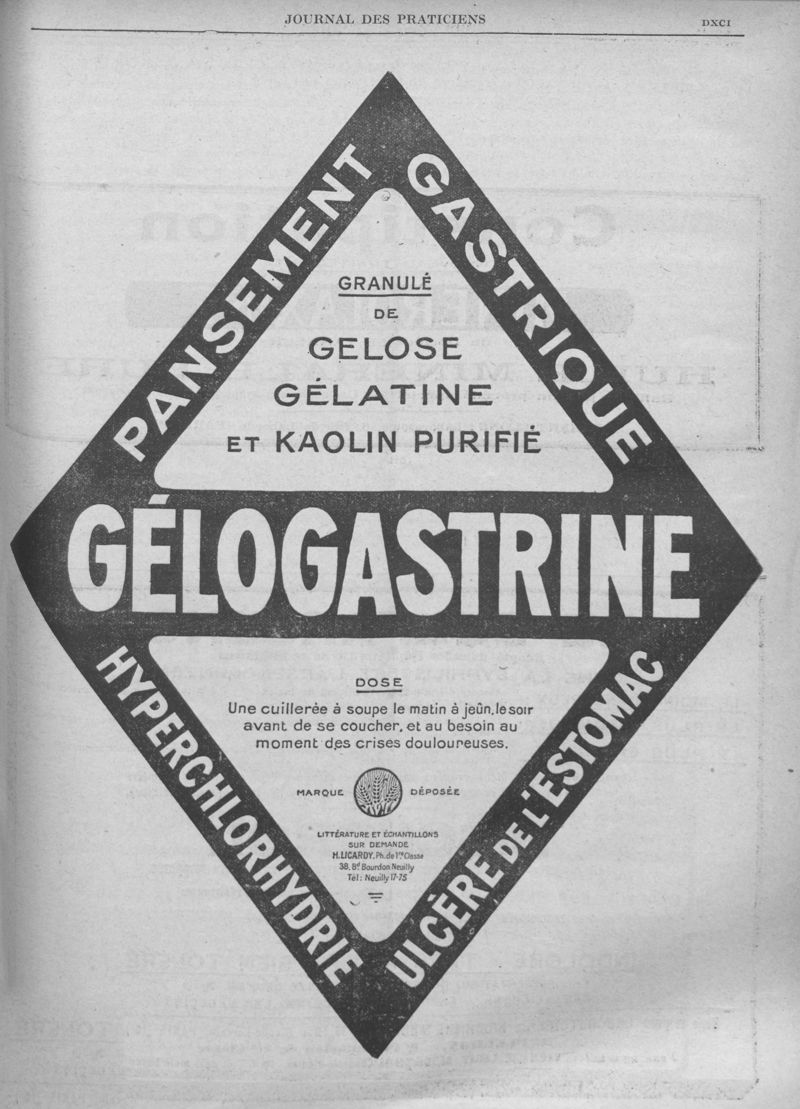 JOURNAL DES PRATICIENS
DXCI
PANSEMENT
GASTRIQUE
GRANULÉ
DE
GELOSE
GÉLATINE
ET KAOLIN PURIFIÉ
GÉLOGASTRINE
DOSE
Une cuillerée à soupe le matin à jeûn, le soir
avant de se coucher, et au besoin au
moment des crises douloureuses.
MARQUE DÉPOSÉE
LITTÉRATURE ET ÉCHANTILLONS
SUR DEMANDE
H. LICARDY, Ph. de 1re Classe
38, Bd Bourdon Neuilly
Tél: Neuilly 17-75
HYPERCHLORHYDRIE
ULCÈRE DE L'ESTOMAC